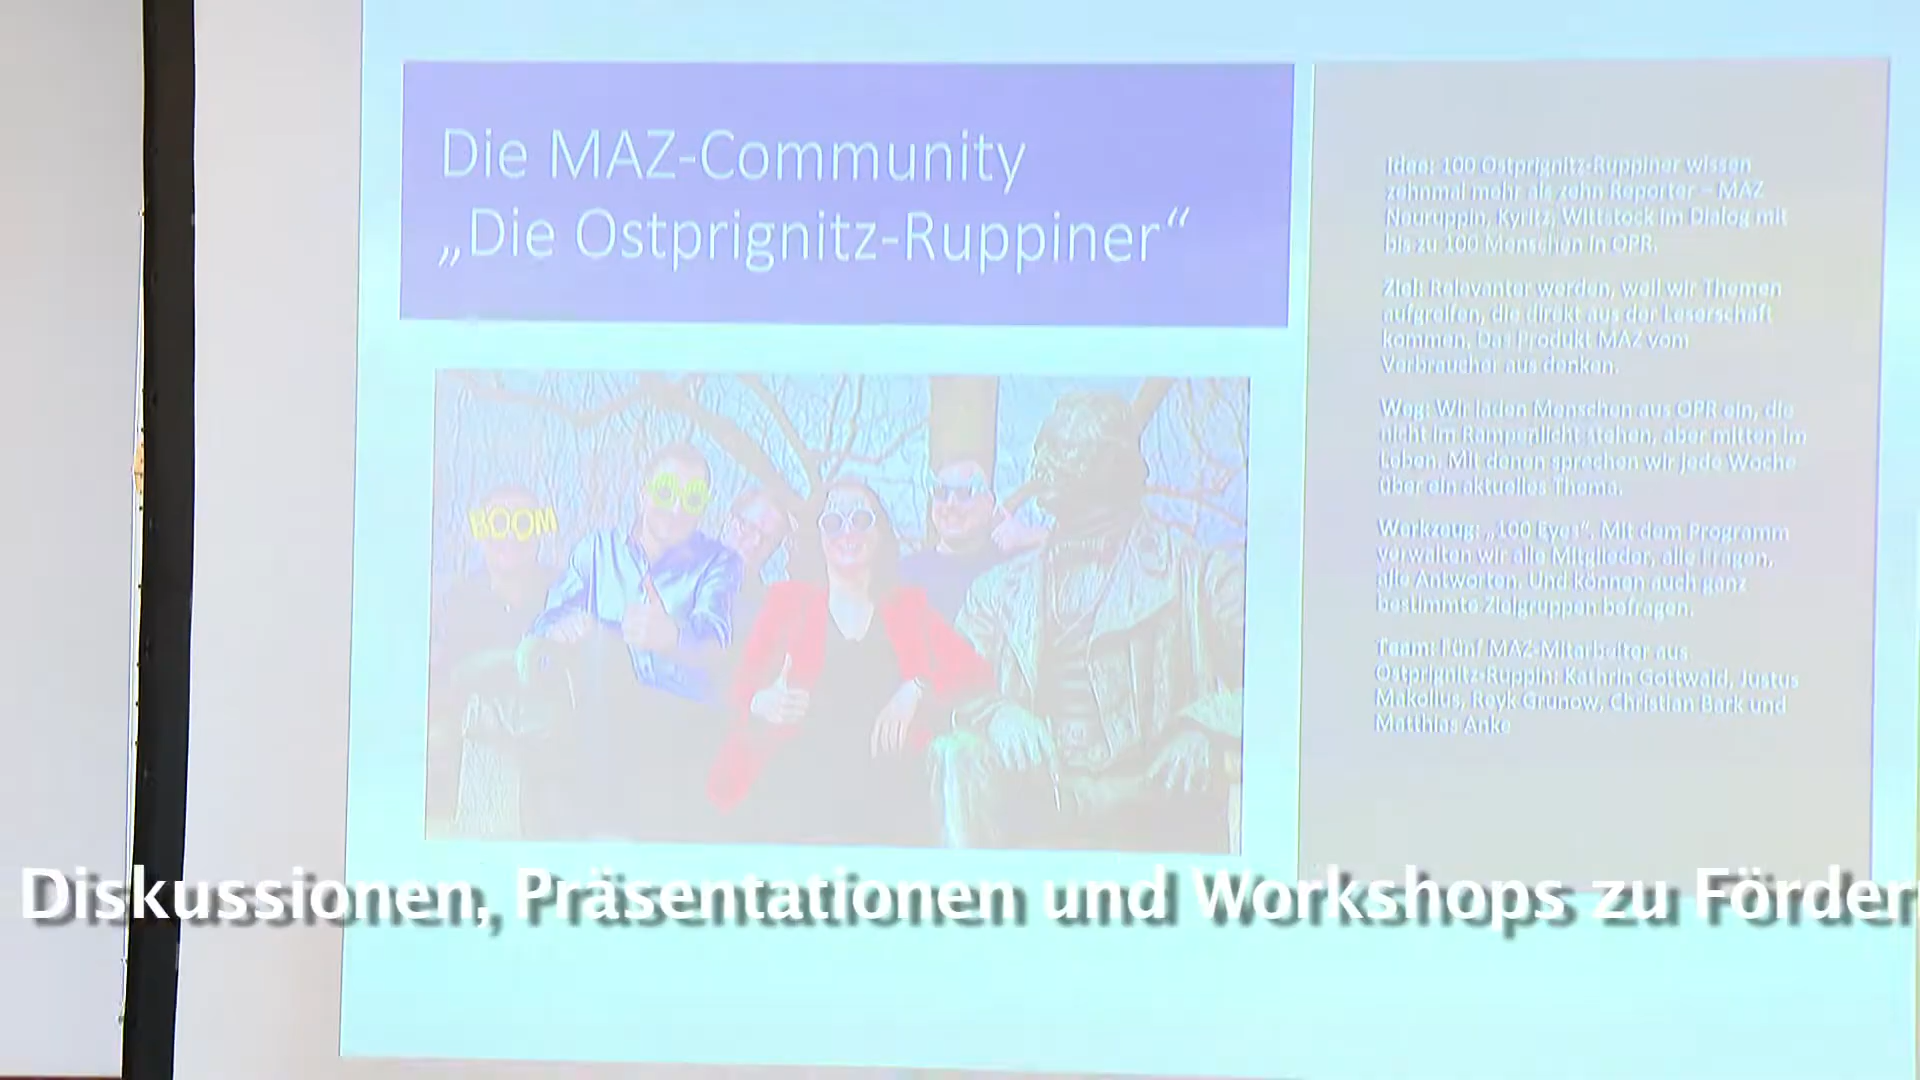 Die MAZ-Community
„Die Ostprignitz-Ruppiner“
BOOM
Idee: 100 Ostprignitz-Ruppiner wissen
zehnmal mehr als zehn Reporter – MAZ
Neuruppin, Kyritz, Wittstock im Dialog mit
bis zu 100 Menschen in OPR.
Ziel: Relevanter werden, weil wir Themen
aufgreifen, die direkt aus der Leserschaft
kommen. Das Produkt MAZ vom
Verbraucher aus denken.
Weg: Wir laden Menschen aus OPR ein, die
nicht im Rampenlicht stehen, aber mitten im
Leben. Mit denen sprechen wir jede Woche
über ein aktuelles Thema.
Werkzeug: „100 Eyes“. Mit dem Programm
verwalten wir alle Mitglieder, alle Fragen,
alle Antworten. Und können auch ganz
bestimmte Zielgruppen befragen.
Team: Fünf MAZ-Mitarbeiter aus
Ostprignitz-Ruppin: Kathrin Gottwald, Justus
Makollus, Reyk Grunow, Christian Bark und
Matthias Anke
Diskussionen, Präsentationen und Workshops zu Förder